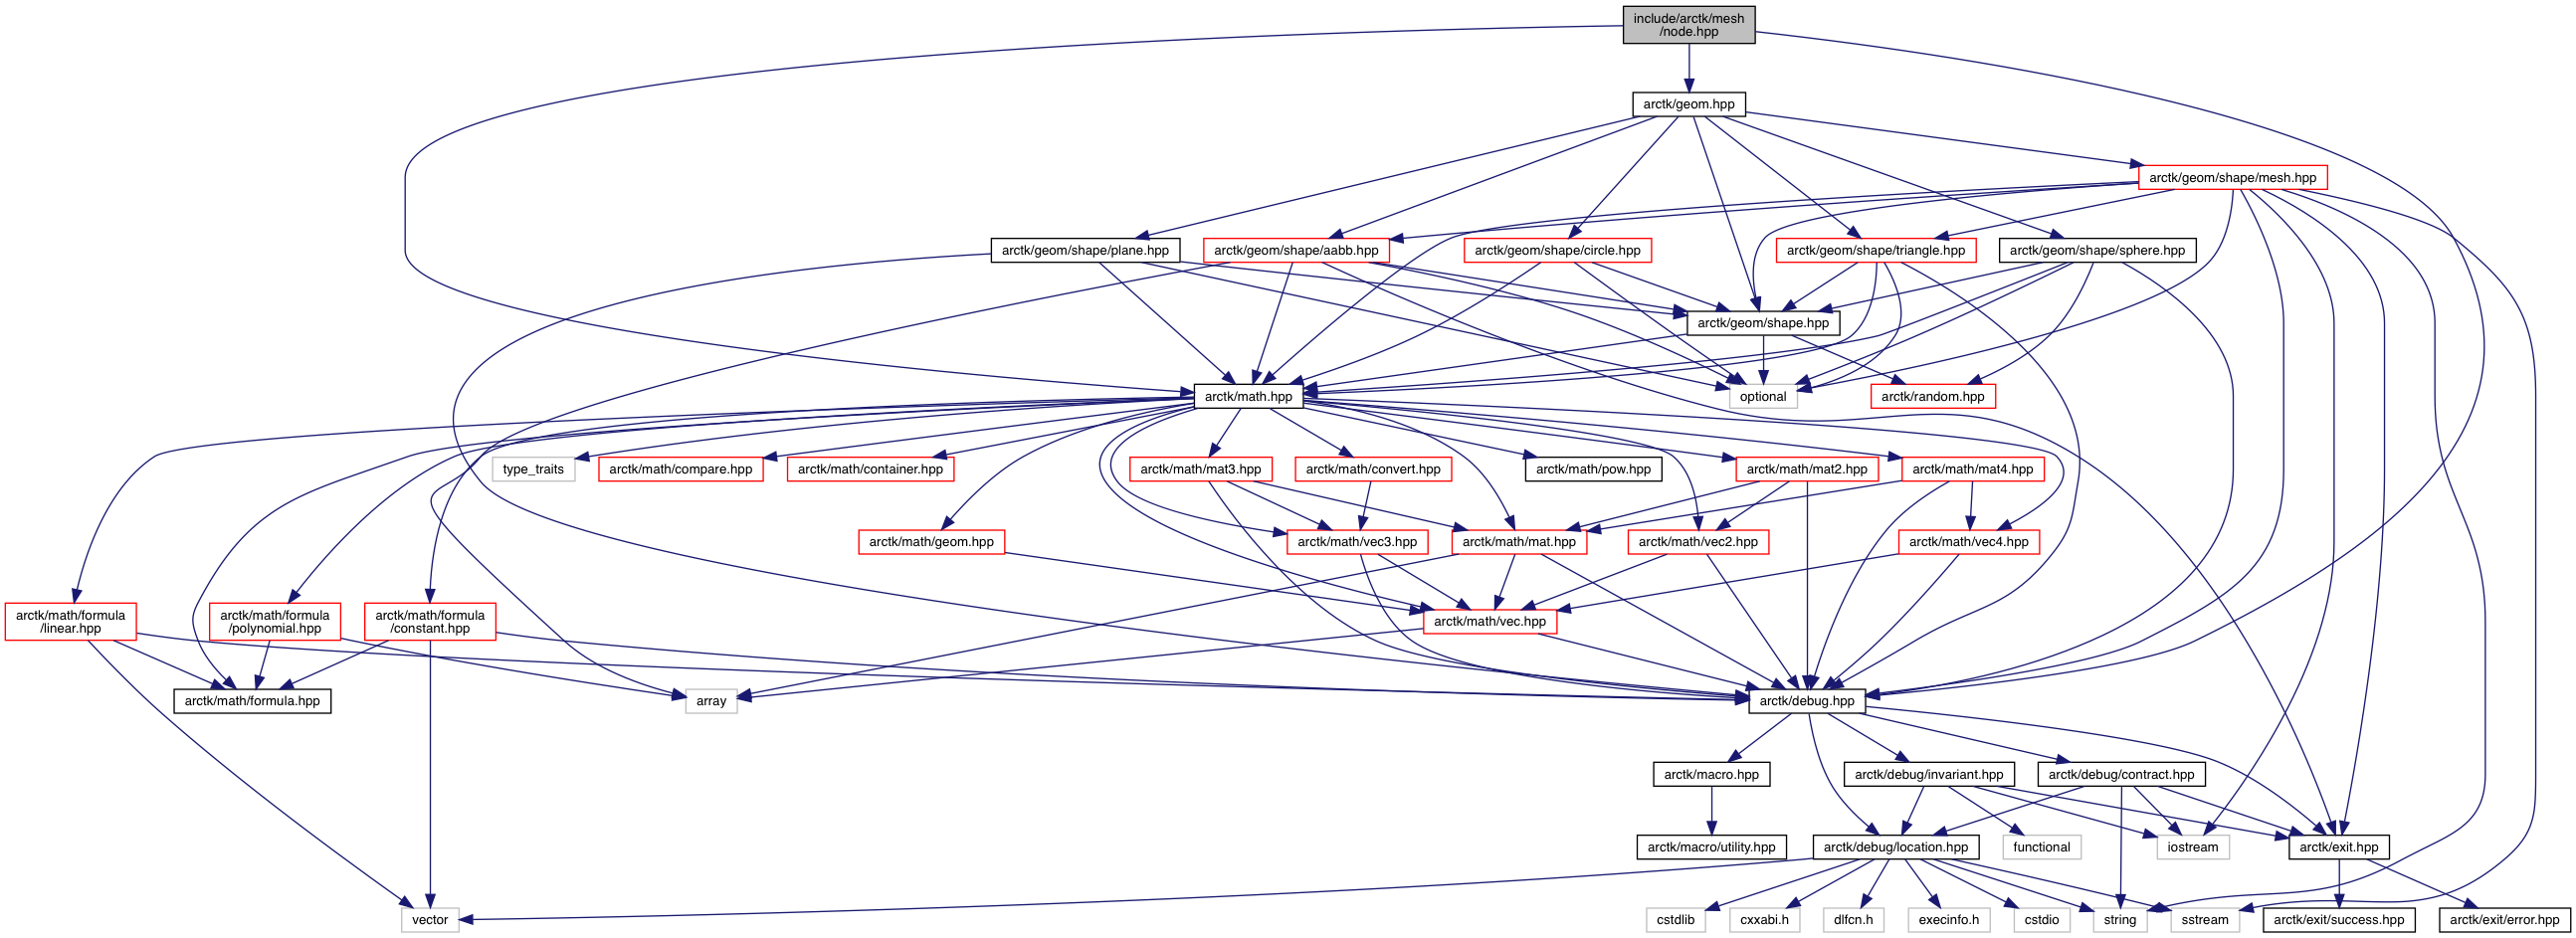 include/arctk/mesh
/node.hpp
arctk/geom.hpp
arctk/geom/shape/mesh.hpp
arctk/geom/shape/plane.hpp
arctk/geom/shape/aabb.hpp
arctk/geom/shape/circle.hpp
arctk/geom/shape/triangle.hpp
arctk/geom/shape/sphere.hpp
arctk/geom/shape.hpp
arctk/math.hpp
optional
arctk/random.hpp
type_traits
arctk/math/compare.hpp
arctk/math/container.hpp
arctk/math/mat3.hpp
arctk/math/convert.hpp
arctk/math/pow.hpp
arctk/math/mat2.hpp
arctk/math/mat4.hpp
arctk/math/geom.hpp
arctk/math/vec3.hpp
arctk/math/mat.hpp
arctk/math/vec2.hpp
arctk/math/vec4.hpp
arctk/math/formula
/linear.hpp
arctk/math/formula
/polynomial.hpp
arctk/math/formula
/constant.hpp
arctk/math/vec.hpp
arctk/math/formula.hpp
array
arctk/debug.hpp
arctk/macro.hpp
arctk/debug/invariant.hpp
arctk/debug/contract.hpp
arctk/macro/utility.hpp
arctk/debug/location.hpp
functional
iostream
arctk/exit.hpp
vector
cstdlib
cxxabi.h
dlfcn.h
execinfo.h
cstdio
string
sstream
arctk/exit/success.hpp
arctk/exit/error.hpp